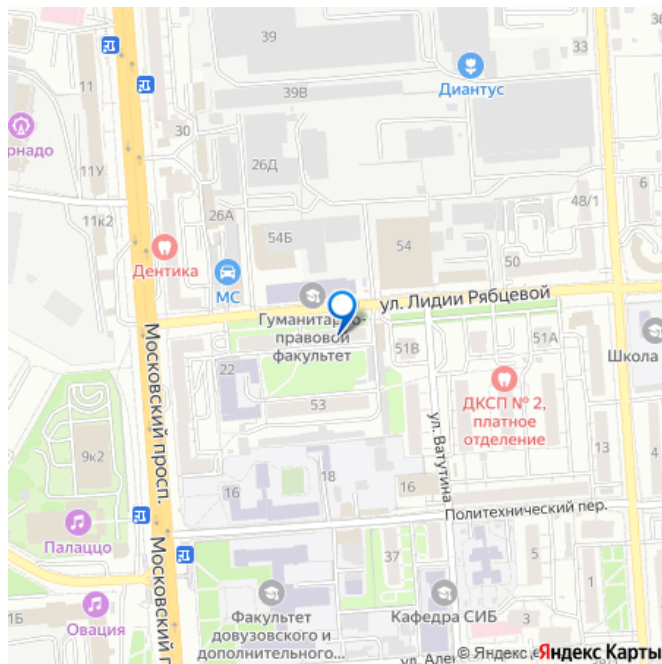 39
33
36
11
39В
Диантус
30
рнадо
11У
26Д
6
48/1
11к2
26А
54Б
54
50
Дентика
МС
ул. Лидии Рябцевой
Гуманитарно-
правовой
факультет
51В
51А
Школа
Московский просп.
22
ДКСП № 2,
платное
отделение
53
ул. Ватутина
13
9к2
16
18
16
Политехнический пер.
Палаццо
Московский п
37
5
1
1Б
Овация
Факультет
довузовского и
дополнительного...
Кафедра СИБ
ул. Але
© Яндекс
Яндекс Карты